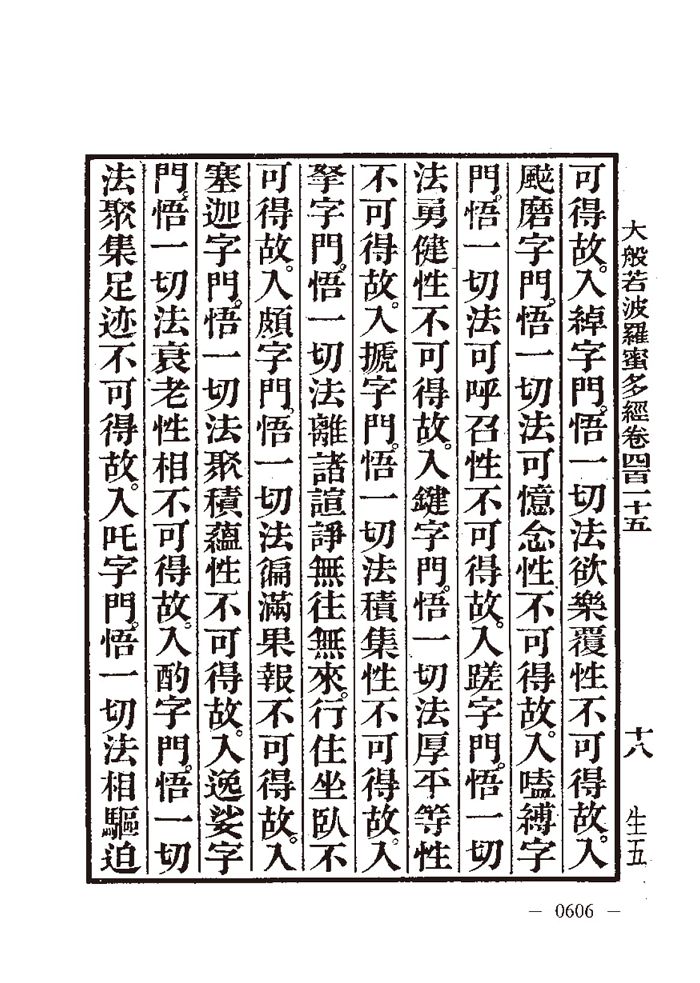 大般若波羅蜜多經卷四百一十五
十八
生五
可得故。入綽字門。悟一切法欲樂覆性不可得故。入
颰磨字門。悟一切法可憶念性不可得故。入嗑縛字
門。悟一切法可呼召性不可得故。入蹉字門。悟一切
法勇健性不可得故。入鍵字門。悟一切法厚平等性
不可得故。入搋字門。悟一切法積集性不可得故。入
拏字門。悟一切法離諸諠諍無往無來。行住坐臥不
可得故。入頗字門。悟一切法徧滿果報不可得故。入
塞迦字門。悟一切法聚積蘊性不可得故。入逸娑字
門。悟一切法衰老性相不可得故。入酌字門。悟一切
法聚集足迹不可得故。入吒字門。悟一切法相驅迫
— 0606 —